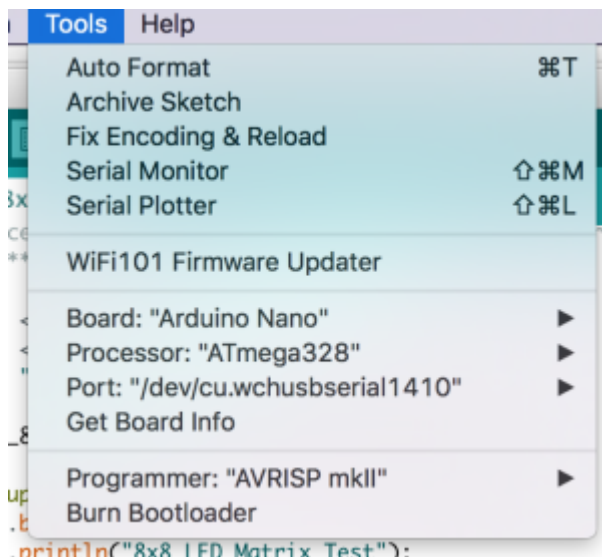 Tools Help
Auto Format ⌘T
Archive Sketch
Fix Encoding & Reload
Serial Monitor ⇧⌘M
Serial Plotter ⇧⌘L
WiFi101 Firmware Updater
Board: "Arduino Nano" ▶
Processor: "ATmega328" ▶
Port: "/dev/cu.wchusbserial1410" ▶
Get Board Info
Programmer: "AVRISP mkII" ▶
Burn Bootloader
.println("8x8 LED Matrix Test");